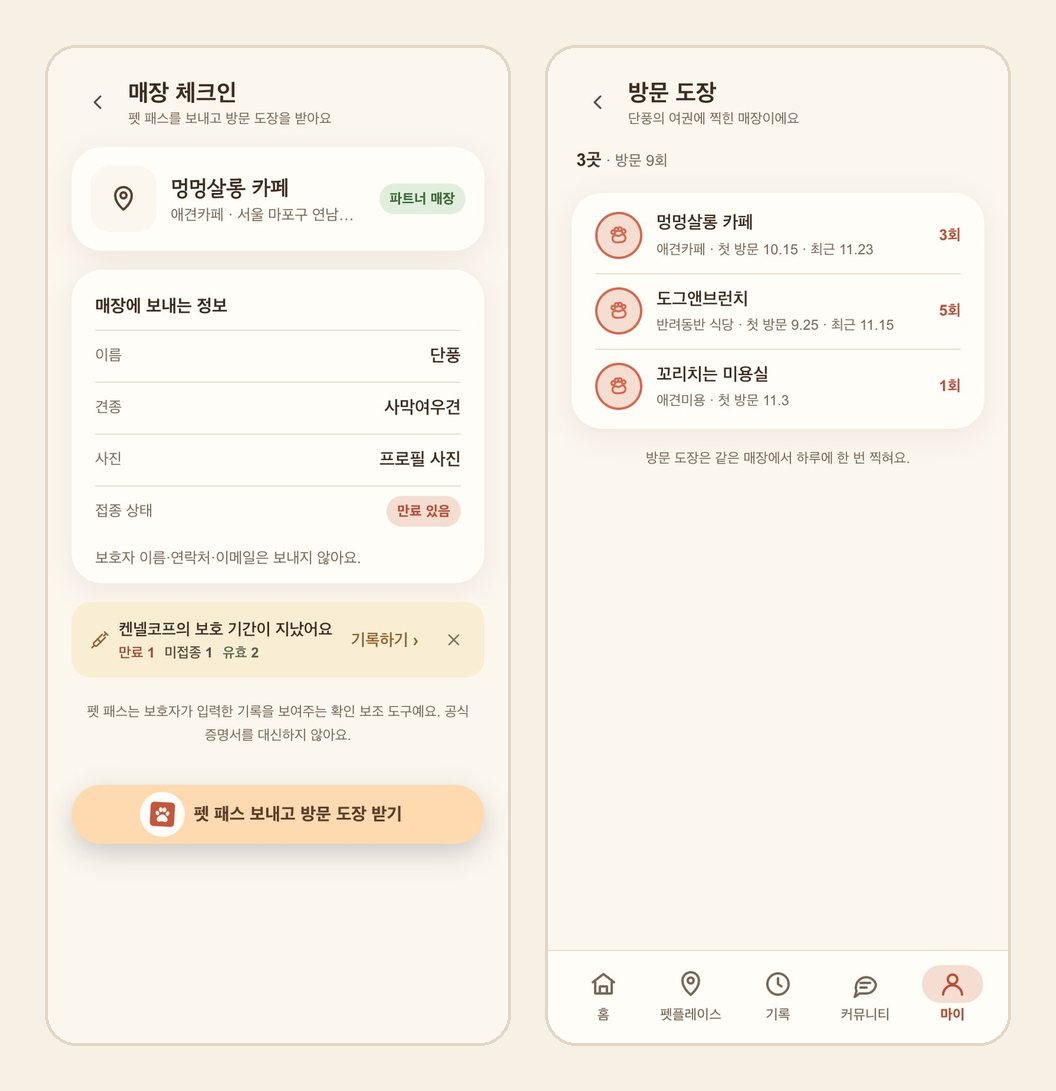 매장 체크인
펫 패스를 보내고 방문 도장을 받아요
멍멍살롱 카페
애견카페 · 서울 마포구 연남…
파트너 매장
매장에 보내는 정보
이름 단풍
견종 사막여우견
사진 프로필 사진
접종 상태 만료 있음
보호자 이름·연락처·이메일은 보내지 않아요.
켄넬코프의 보호 기간이 지났어요
만료 1 미접종 1 유효 2
기록하기 ›
펫 패스는 보호자가 입력한 기록을 보여주는 확인 보조 도구예요. 공식
증명서를 대신하지 않아요.
펫 패스 보내고 방문 도장 받기
방문 도장
단풍의 여권에 찍힌 매장이에요
3곳 · 방문 9회
멍멍살롱 카페
애견카페 · 첫 방문 10.15 · 최근 11.23
3회
도그앤브런치
반려동반 식당 · 첫 방문 9.25 · 최근 11.15
5회
꼬리치는 미용실
애견미용 · 첫 방문 11.3
1회
방문 도장은 같은 매장에서 하루에 한 번 찍혀요.
홈 펫플레이스 기록 커뮤니티 마이